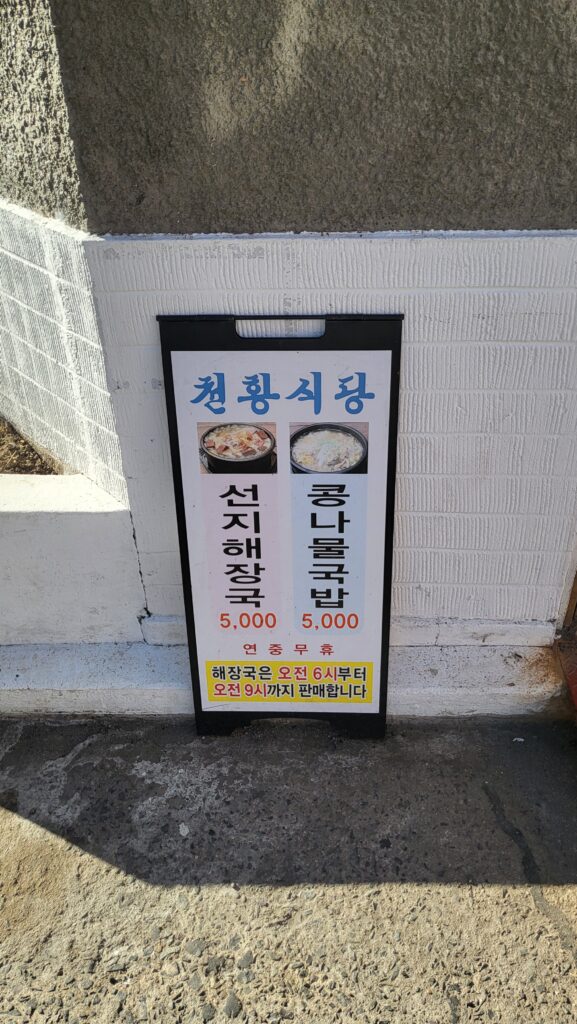 천황식당
선지해장국
5,000
콩나물국밥
5,000
연중무휴
해장국은 오전 6시부터
오전 9시까지 판매합니다